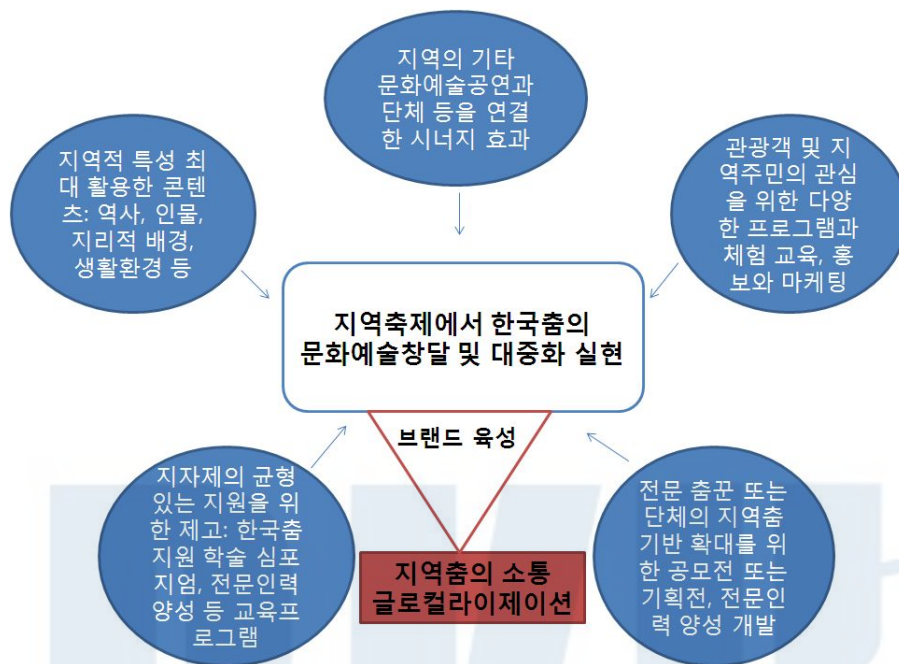 지역의 기타
문화예술공연과
단체 등을 연결
한 시너지 효과
지역적 특성 최
대 활용한 콘텐
츠: 역사, 인물,
지리적 배경,
생활환경 등
관광객 및 지
역주민의 관심
을 위한 다양
한 프로그램과
체험 교육, 홍
보와 마케팅
지역축제에서 한국춤의
문화예술창달 및 대중화 실현
브랜드 육성
지자제의 균형
있는 지원을 위
한 제고: 한국춤
지원 학술 심포
지엄, 전문인력
양성 등 교육프
로그램
지역춤의 소통
글로컬라이제이션
전문 춤꾼 또는
단체의 지역춤
기반 확대를 위
한 공모전 또는
기획전, 전문인
력 양성 개발